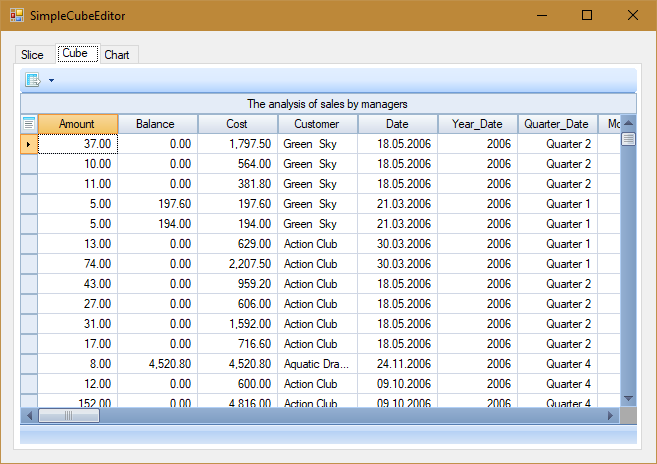 SimpleCubeEditor
Slice Cube Chart
The analysis of sales by managers
Amount Balance Cost Customer Date Year_Date Quarter_Date Mo
37.00 0.00 1,797.50 Green Sky 18.05.2006 2006 Quarter 2
10.00 0.00 564.00 Green Sky 18.05.2006 2006 Quarter 2
11.00 0.00 381.80 Green Sky 18.05.2006 2006 Quarter 2
5.00 197.60 197.60 Green Sky 21.03.2006 2006 Quarter 1
5.00 194.00 194.00 Green Sky 21.03.2006 2006 Quarter 1
13.00 0.00 629.00 Action Club 30.03.2006 2006 Quarter 1
74.00 0.00 2,207.50 Action Club 30.03.2006 2006 Quarter 1
43.00 0.00 959.20 Action Club 18.05.2006 2006 Quarter 2
27.00 0.00 606.00 Action Club 18.05.2006 2006 Quarter 2
31.00 0.00 1,592.00 Action Club 18.05.2006 2006 Quarter 2
17.00 0.00 716.60 Action Club 18.05.2006 2006 Quarter 2
8.00 4,520.80 4,520.80 Aquatic Dra... 24.11.2006 2006 Quarter 4
12.00 0.00 600.00 Action Club 09.10.2006 2006 Quarter 4
152.00 0.00 4,816.00 Action Club 09.10.2006 2006 Quarter 4